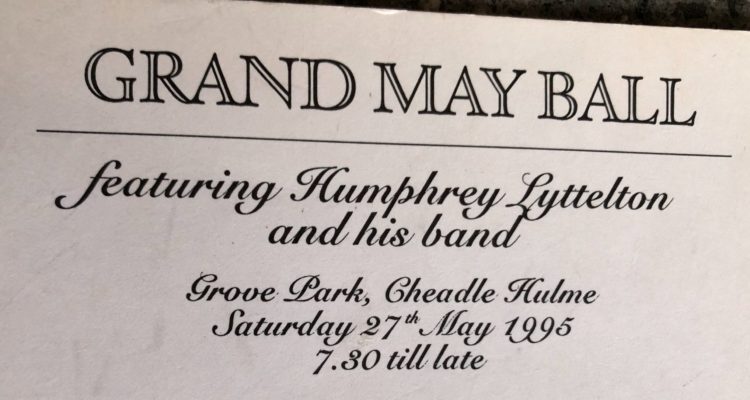 GRAND MAY BALL
featuring Humphrey Lyttelton
and his band
Grove Park, Cheadle Hulme
Saturday 27th May 1995
7.30 till late